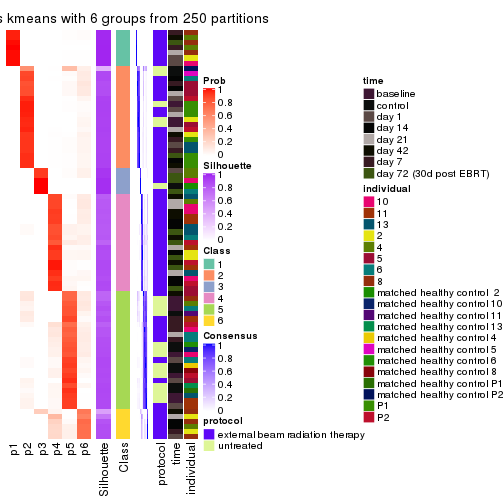 s kmeans with 6 groups from 250 partitions
Prob
1
0.8
0.6
0.4
0.2
0
Silhouette
1
0.8
0.6
0.4
0.2
0
Class
1
2
3
4
5
6
Consensus
1
0.8
0.6
0.4
0.2
0
protocol
external beam radiation therapy
untreated
time
baseline
control
day 1
day 14
day 21
day 42
day 7
day 72 (30d post EBRT)
individual
10
11
13
2
4
5
6
8
matched healthy control  2
matched healthy control 10
matched healthy control 11
matched healthy control 13
matched healthy control 4
matched healthy control 5
matched healthy control 6
matched healthy control 8
matched healthy control P1
matched healthy control P2
P1
P2
p1
p2
p3
p4
p5
p6
Silhouette
Class
protocol
time
individual